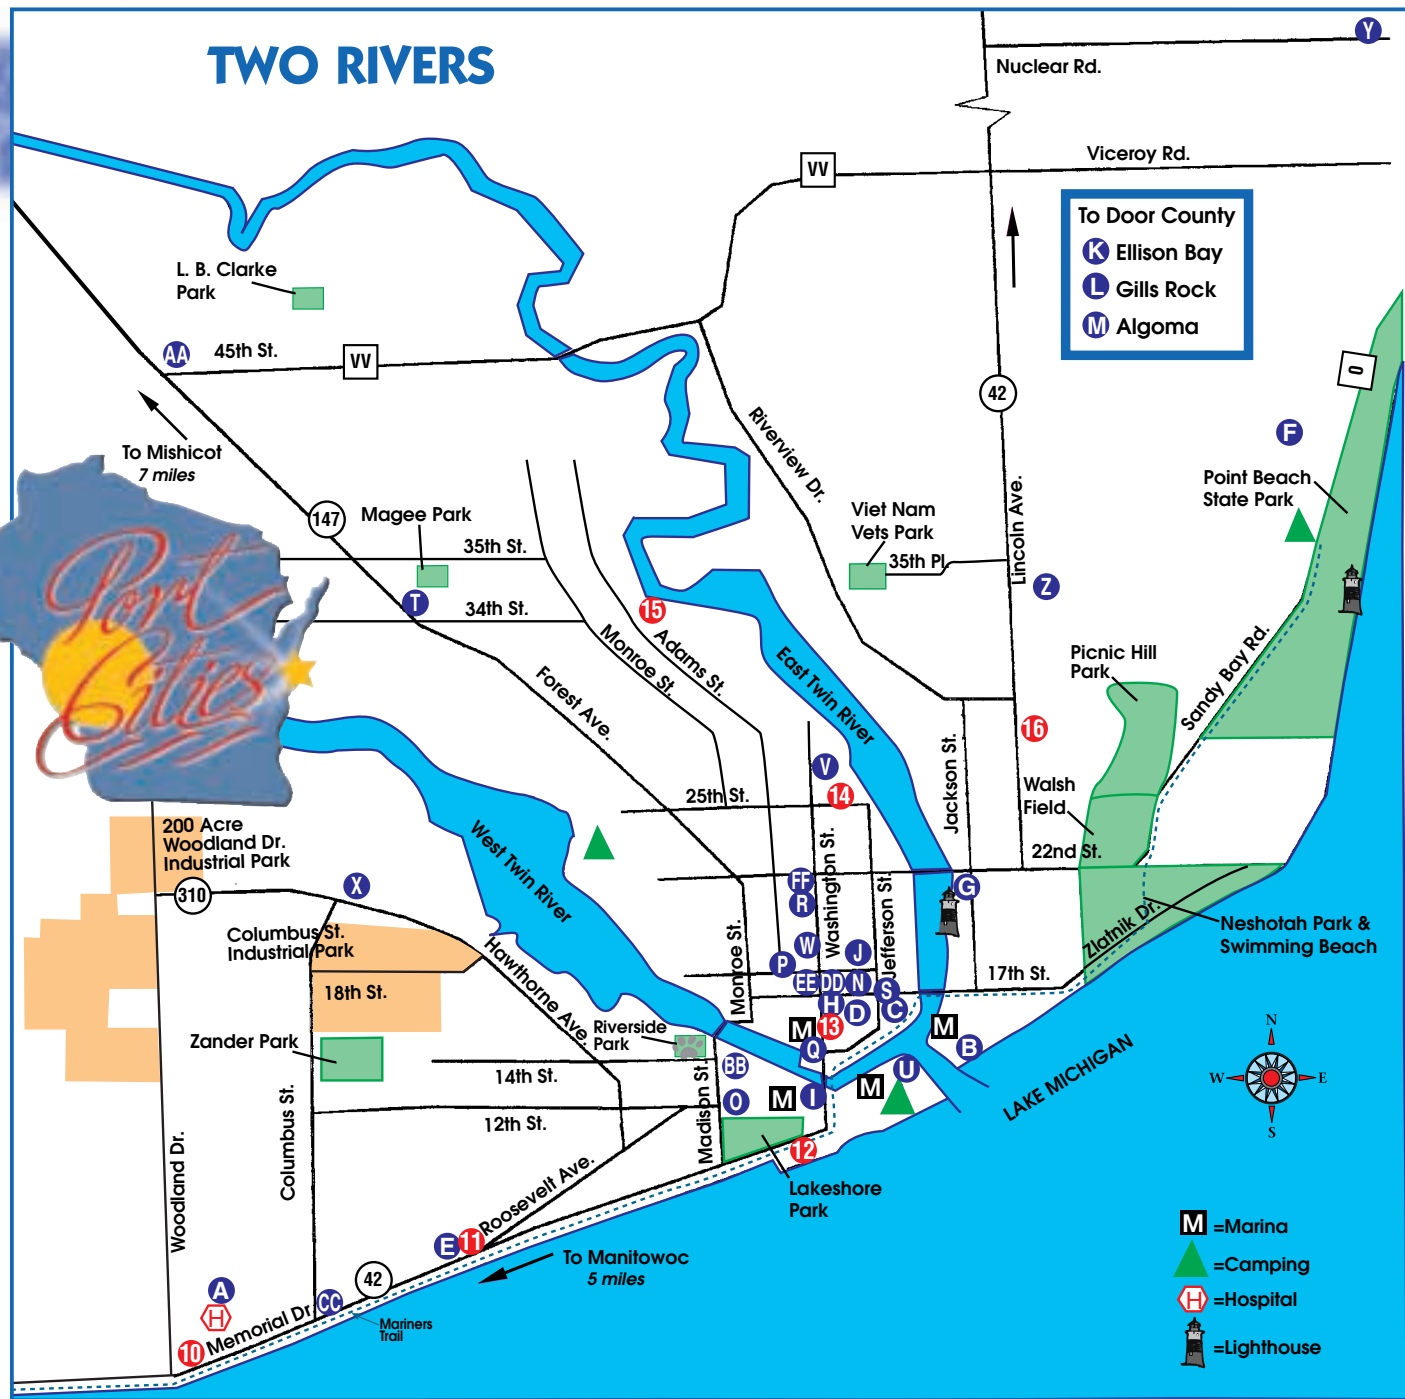 TWO RIVERS
Y
Nuclear Rd.
Viceroy Rd.
VV
To Door County
K Ellison Bay
L Gills Rock
M Algoma
L. B. Clarke
Park
AA
45th St.
VV
O
42
F
To Mishicot
7 miles
Riverview Dr.
Point Beach
State Park
147
Magee Park
Viet Nam
Vets Park
Lincoln Ave.
35th St.
35th Pl.
Port
Cities
T
34th St.
15
Z
Monroe St.
Adams St.
East Twin River
Picnic Hill
Park
Sandy Bay Rd.
Forest Ave.
16
Jackson St.
V
14
25th St.
Walsh
Field
200 Acre
Woodland Dr.
Industrial Park
West Twin River
Washington St.
22nd St.
310
X
FF
R
Jefferson St.
G
Columbus St.
Industrial Park
Hawthorne Ave.
Monroe St.
W
J
P
Zlatnik Dr.
Neshotah Park &
Swimming Beach
17th St.
18th St.
EE
DD
N
S
H
D
C
Zander Park
Riverside
Park
M
13
Q
M
B
N
W
E
S
14th St.
BB
U
M
LAKE MICHIGAN
12th St.
O
M
I
Columbus St.
Madison St.
12
Woodland Dr.
Roosevelt Ave.
Lakeshore
Park
E
11
To Manitowoc
5 miles
42
A
H
CC
Memorial Dr.
Mariners
Trail
10
M =Marina
=Camping
H =Hospital
=Lighthouse